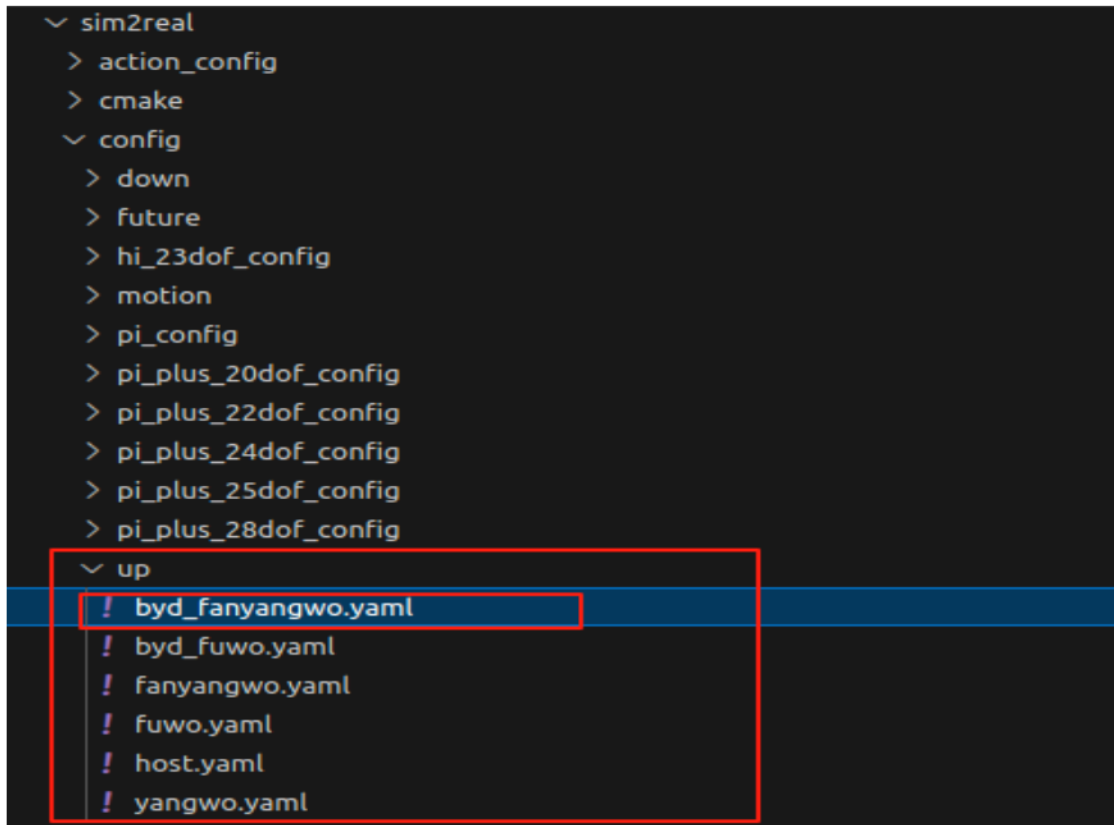 sim2real
action_config
cmake
config
down
future
hi_23dof_config
motion
pi_config
pi_plus_20dof_config
pi_plus_22dof_config
pi_plus_24dof_config
pi_plus_25dof_config
pi_plus_28dof_config
up
! byd_fanyangwo.yaml
! byd_fuwo.yaml
! fanyangwo.yaml
! fuwo.yaml
! host.yaml
! yangwo.yaml